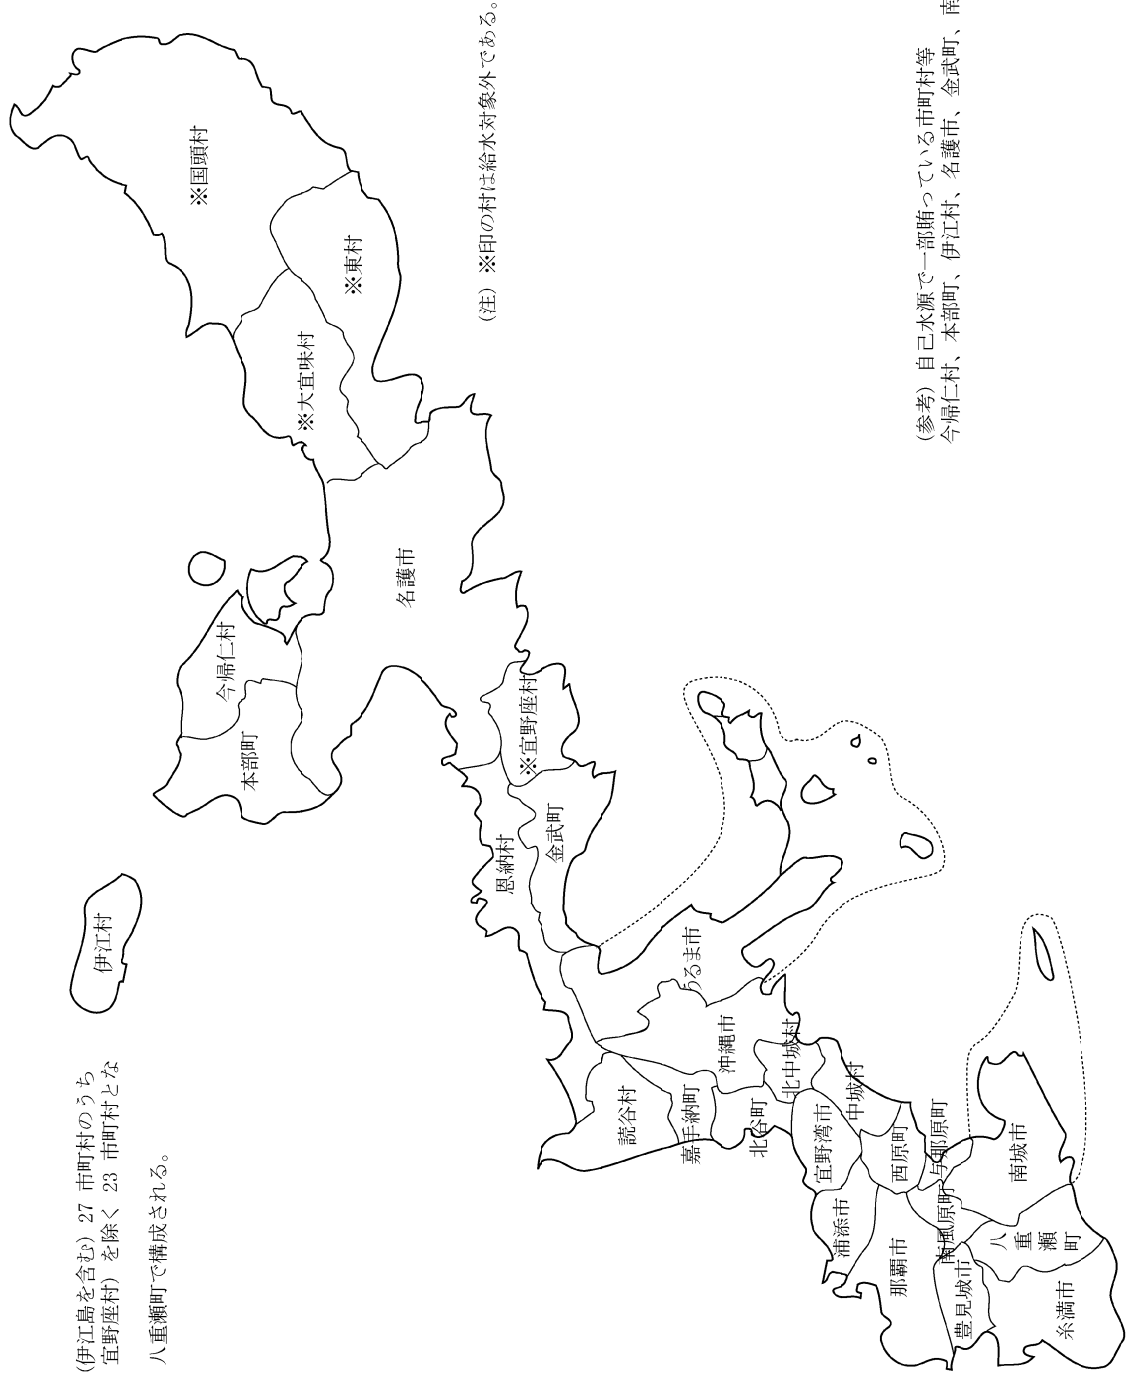 (伊江島を含む) 27 市町村のうち
宜野座村) を除く 23 市町村とな
八重瀬町で構成される。
伊江村
本部町
今帰仁村
名護市
※国頭村
※大宜味村
※東村
(注) ※印の村は給水対象外である。
恩納村
※宜野座村
金武町
読谷村
うるま市
嘉手納町
沖縄市
北谷町
北中城村
宜野湾市
中城村
浦添市
西原町
那覇市
与那原町
南風原町
豊見城市
南城市
八重瀬町
糸満市
(参考) 自己水源で一部賄っている市町村等
今帰仁村、本部町、伊江村、名護市、金武町、南